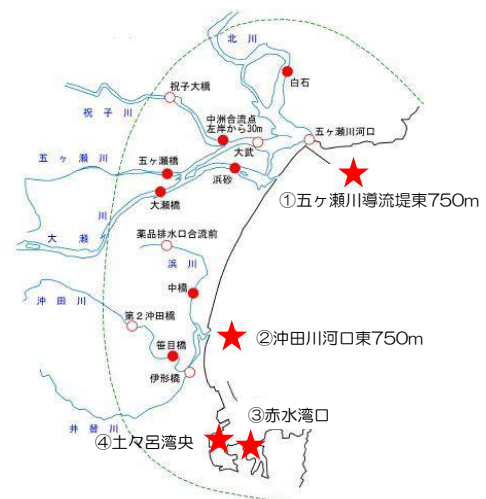 北川
白石
祝子大橋
祝子川
中洲合流点
左岸から30m
五ヶ瀬川河口
大武
五ヶ瀬川
五ヶ瀬橋
浜砂
①五ヶ瀬川導流堤東750m
大瀬橋
大瀬川
薬品排水口合流前
浜川
中橋
沖田川
第2沖田橋
②沖田川河口東750m
笹目橋
伊形橋
③赤水湾口
井替川
④土々呂湾央